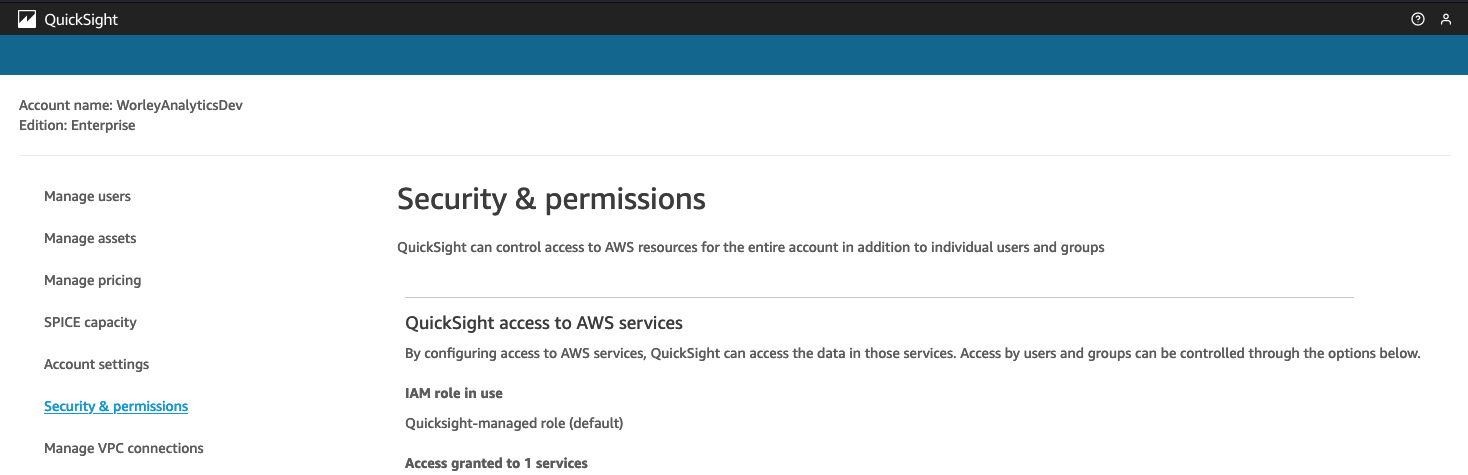 QuickSight
Account name: WorleyAnalyticsDev
Edition: Enterprise
Manage users
Manage assets
Manage pricing
SPICE capacity
Account settings
Security & permissions
Manage VPC connections
Security & permissions
QuickSight can control access to AWS resources for the entire account in addition to individual users and groups
QuickSight access to AWS services
By configuring access to AWS services, QuickSight can access the data in those services. Access by users and groups can be controlled through the options below.
IAM role in use
Quicksight-managed role (default)
Access granted to 1 services